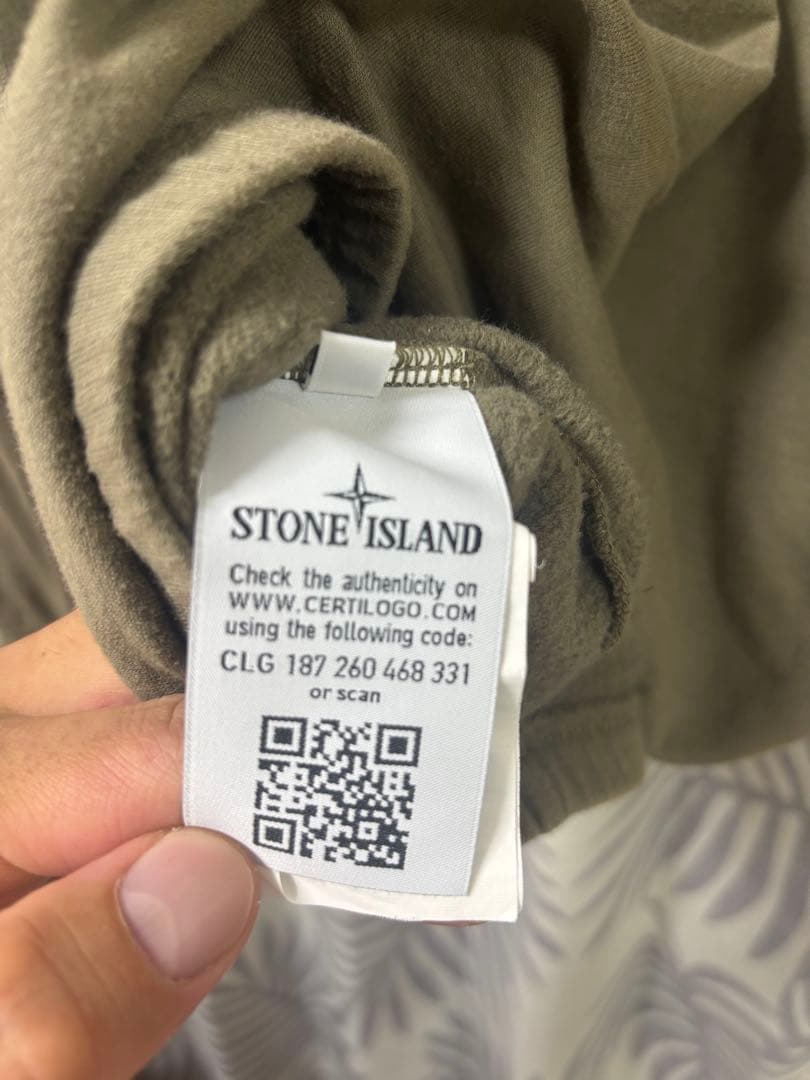 STONE ISLAND
Check the authenticity on
WWW.CERTILOGO.COM
using the following code:
CLG 187 260 468 331
or scan